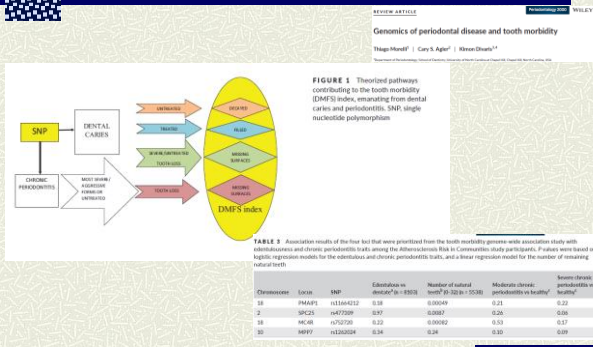 REVIEW ARTICLE
Periodontology 2000 WILEY
Genomics of periodontal disease and tooth morbidity
Thiago Morelli | Cary S. Agler | Kimon Divaris
FIGURE 1 Theorized pathways
contributing to the tooth morbidity
(DMFS) index, emanating from dental
caries and periodontitis. SNP, single
nucleotide polymorphism
SNP
DENTAL
CARIES
CHRONIC
PERIODONTITIS
MOST SEVERE/
AGGRESSIVE
FORMS OR
UNTREATED
UNTREATED
TREATED
SEVERE/UNTREATED
TOOTH LOSS
TOOTH LOSS
DECAYED
FILLED
MISSING
SURFACES
MISSING
SURFACES
DMFS index
TABLE 3 Association results of the four loci that were prioritized from the tooth morbidity genome-wide association study with
edentulousness and chronic periodontitis traits among the Atherosclerosis Risk in Communities study participants. P values were based on
logistic regression models for the edentulous and chronic periodontitis traits, and a linear regression model for the number of remaining
natural teeth
Chromosome Locus SNP Edentulous vs dentate (n = 8103) Number of natural teeth (0-32) (n = 5538) Moderate chronic periodontitis vs healthy Severe chronic periodontitis vs healthy
18 PMAIP1 rs11664212 0.58 0.00049 0.21 0.22
2 SPC25 rs477209 0.97 0.0087 0.26 0.06
18 MC4R rs752720 0.22 0.00082 0.53 0.17
10 MPP7 rs1262024 0.24 0.10 0.09